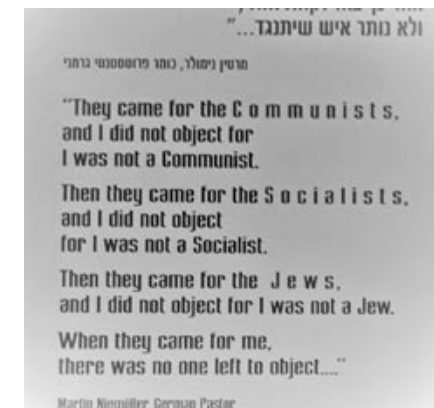 ולא נותר איש שיתנגד..."
מרטין נימולר, כומר פרוטסטנטי גרמני
"They came for the C o m m u n i s t s,
and I did not object for
I was not a Communist.
Then they came for the S o c i a l i s t s,
and I did not object
for I was not a Socialist.
Then they came for the J e w s,
and I did not object for I was not a Jew.
When they came for me,
there was no one left to object...."
Martin Niemöller German Pastor